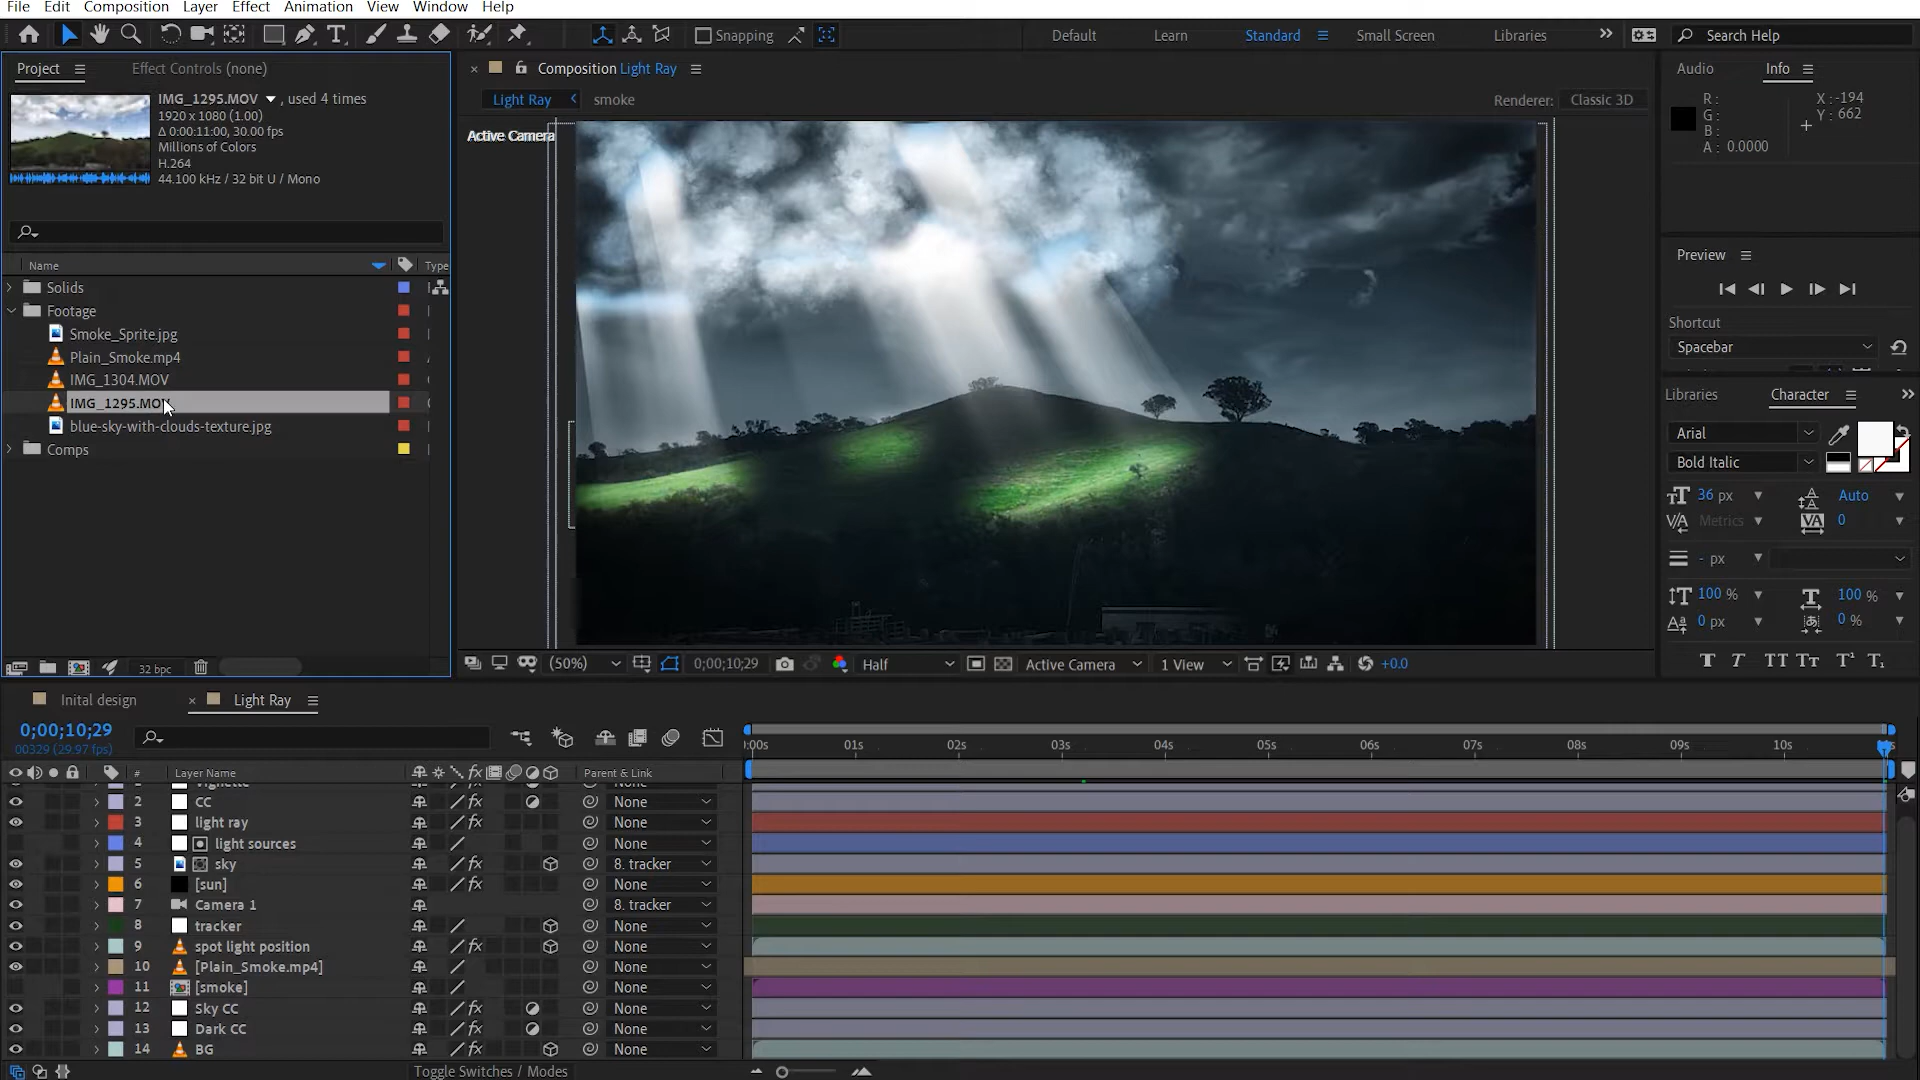 File Edit Composition Layer Effect Animation View Window Help
Snapping
Default Learn Standard Small Screen Libraries
Search Help
Project
Effect Controls (none)
IMG_1295.MOV , used 4 times
1920 x 1080 (1.00)
Δ 0:00:11:00, 30.00 fps
Millions of Colors
H.264
44.100 kHz / 32 bit U / Mono
Name Type
Solids
Footage
Smoke_Sprite.jpg
Plain_Smoke.mp4
IMG_1304.MOV
IMG_1295.MOV
blue-sky-with-clouds-texture.jpg
Comps
32 bpc
Composition Light Ray
Light Ray
smoke
Renderer: Classic 3D
Active Camera
(50%)
0;00;10;29
Half
Active Camera
1 View
+0.0
Audio Info
R :
G :
B :
A : 0.0000
X : -194
Y : 662
Preview
Shortcut
Spacebar
Libraries Character
Arial
Bold Italic
36 px
Auto
Metrics
0
- px
100 %
100 %
0 px
0 %
T T TT Tt T¹ T₁
Inital design
Light Ray
0;00;10;29
00329 (29.97 fps)
# Layer Name
Parent & Link
:00s 01s 02s 03s 04s 05s 06s 07s 08s 09s 10s
2 CC None
3 light ray None
4 light sources None
5 sky 8. tracker
6 [sun] None
7 Camera 1 8. tracker
8 tracker None
9 spot light position None
10 [Plain_Smoke.mp4] None
11 [smoke] None
12 Sky CC None
13 Dark CC None
14 BG None
Toggle Switches / Modes